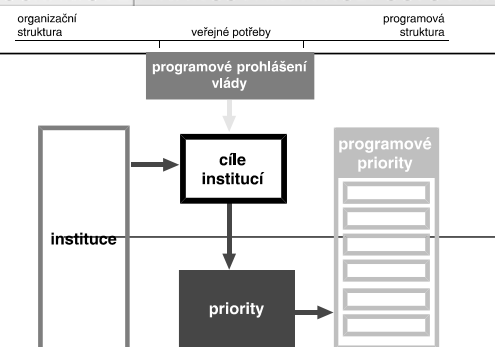 organizační
struktura
veřejné potřeby
programová
struktura
programové prohlášení
vlády
cíle
institucí
programové
priority
instituce
priority